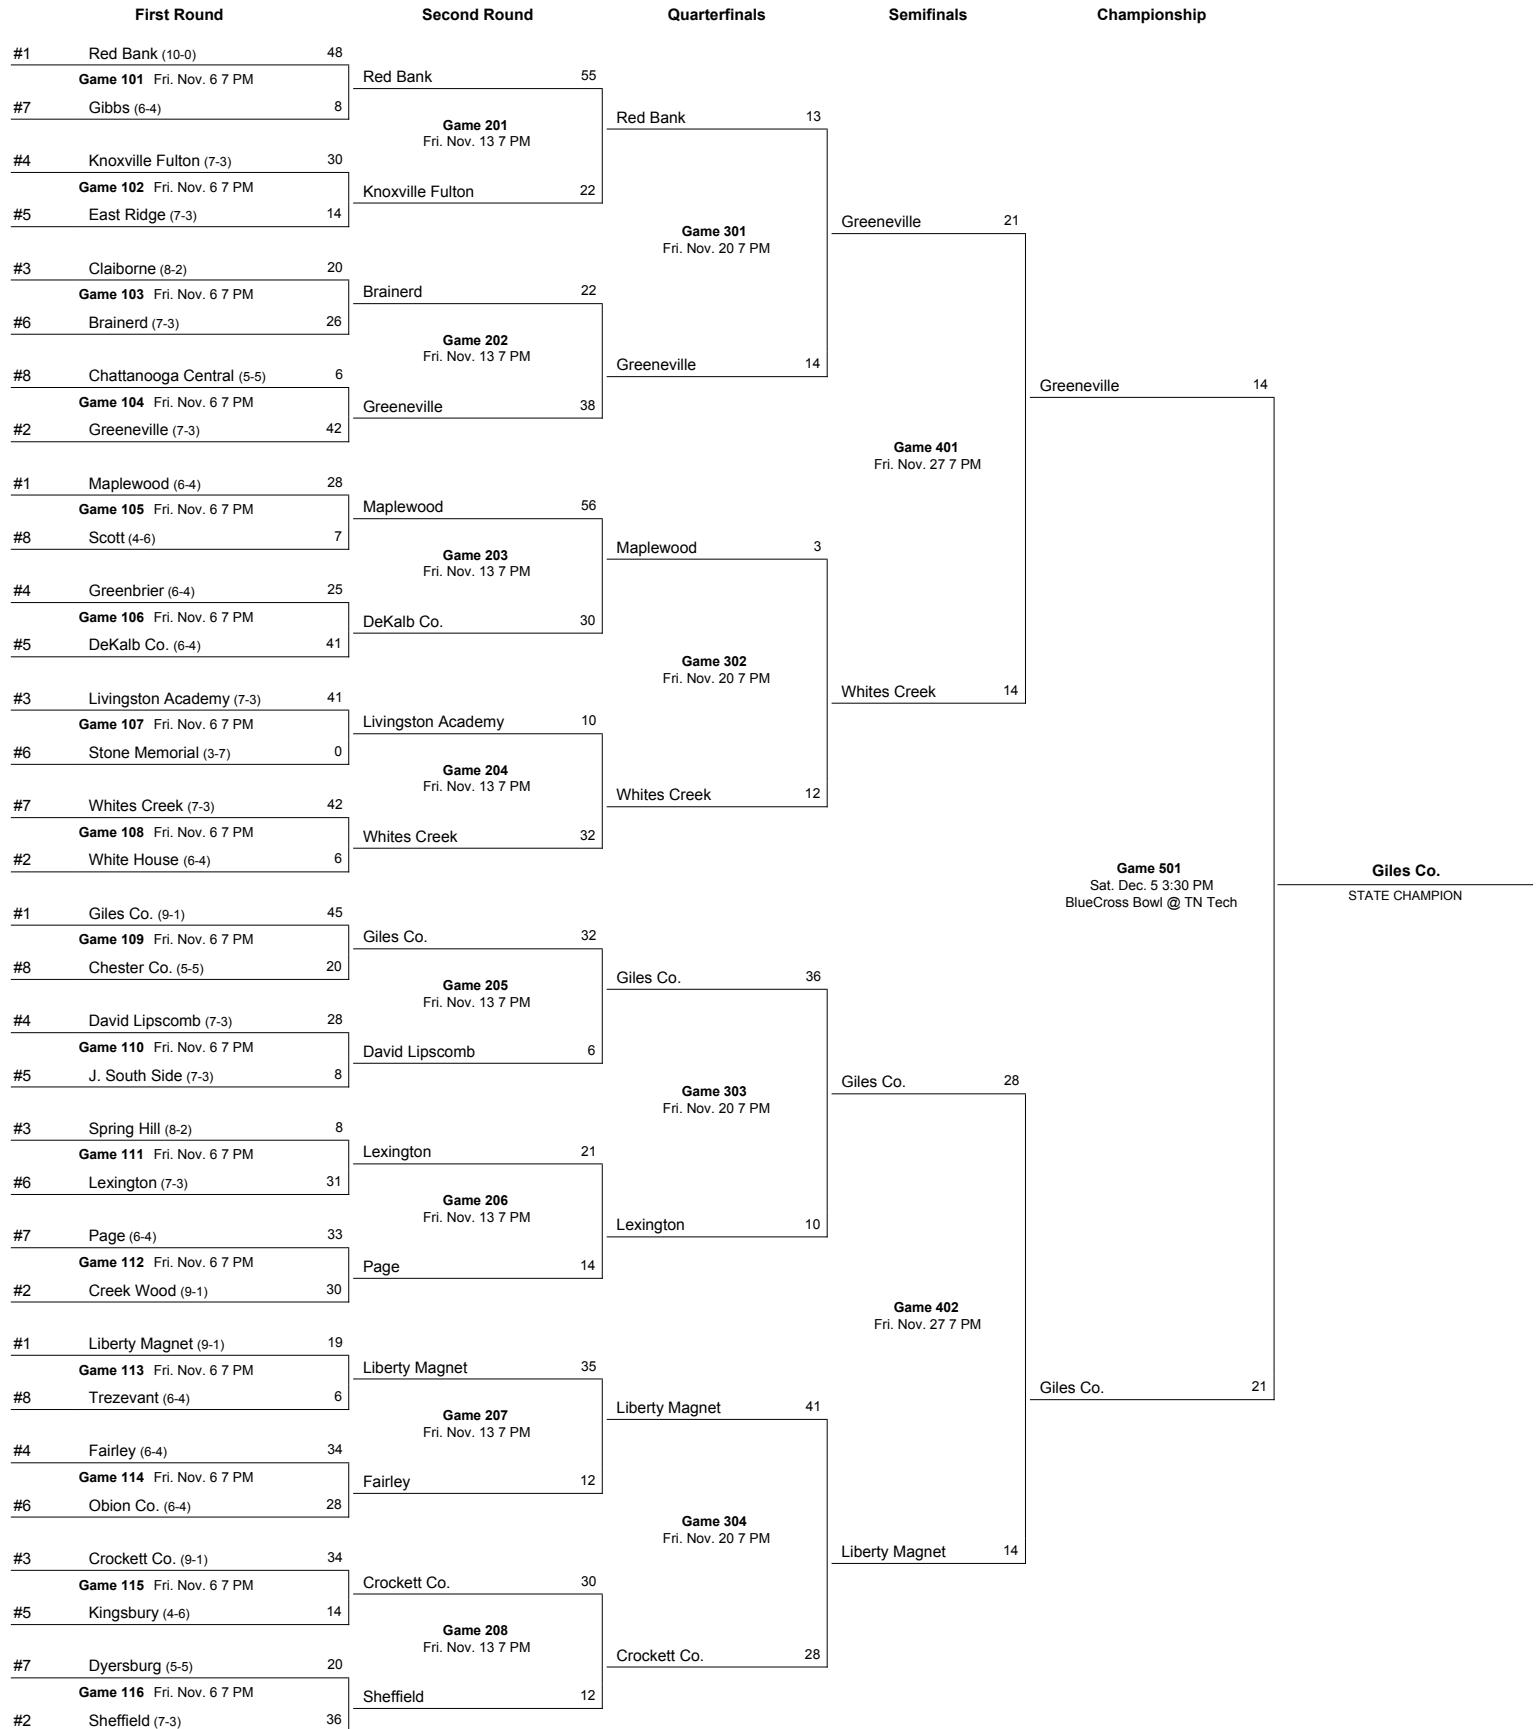 First Round Second Round Quarterfinals Semifinals Championship
#1 Red Bank (10-0) 48
Game 101 Fri. Nov. 6 7 PM
#7 Gibbs (6-4) 8
#4 Knoxville Fulton (7-3) 30
Game 102 Fri. Nov. 6 7 PM
#5 East Ridge (7-3) 14
#3 Claiborne (8-2) 20
Game 103 Fri. Nov. 6 7 PM
#6 Brainerd (7-3) 26
#8 Chattanooga Central (5-5) 6
Game 104 Fri. Nov. 6 7 PM
#2 Greeneville (7-3) 42
#1 Maplewood (6-4) 28
Game 105 Fri. Nov. 6 7 PM
#8 Scott (4-6) 7
#4 Greenbrier (6-4) 25
Game 106 Fri. Nov. 6 7 PM
#5 DeKalb Co. (6-4) 41
#3 Livingston Academy (7-3) 41
Game 107 Fri. Nov. 6 7 PM
#6 Stone Memorial (3-7) 0
#7 Whites Creek (7-3) 42
Game 108 Fri. Nov. 6 7 PM
#2 White House (6-4) 6
#1 Giles Co. (9-1) 45
Game 109 Fri. Nov. 6 7 PM
#8 Chester Co. (5-5) 20
#4 David Lipscomb (7-3) 28
Game 110 Fri. Nov. 6 7 PM
#5 J. South Side (7-3) 8
#3 Spring Hill (8-2) 8
Game 111 Fri. Nov. 6 7 PM
#6 Lexington (7-3) 31
#7 Page (6-4) 33
Game 112 Fri. Nov. 6 7 PM
#2 Creek Wood (9-1) 30
#1 Liberty Magnet (9-1) 19
Game 113 Fri. Nov. 6 7 PM
#8 Trezevant (6-4) 6
#4 Fairley (6-4) 34
Game 114 Fri. Nov. 6 7 PM
#6 Obion Co. (6-4) 28
#3 Crockett Co. (9-1) 34
Game 115 Fri. Nov. 6 7 PM
#5 Kingsbury (4-6) 14
#7 Dyersburg (5-5) 20
Game 116 Fri. Nov. 6 7 PM
#2 Sheffield (7-3) 36
Red Bank 55
Game 201
Fri. Nov. 13 7 PM
Knoxville Fulton 22
Brainerd 22
Game 202
Fri. Nov. 13 7 PM
Greeneville 38
Maplewood 56
Game 203
Fri. Nov. 13 7 PM
DeKalb Co. 30
Livingston Academy 10
Game 204
Fri. Nov. 13 7 PM
Whites Creek 32
Giles Co. 32
Game 205
Fri. Nov. 13 7 PM
David Lipscomb 6
Lexington 21
Game 206
Fri. Nov. 13 7 PM
Page 14
Liberty Magnet 35
Game 207
Fri. Nov. 13 7 PM
Fairley 12
Crockett Co. 30
Game 208
Fri. Nov. 13 7 PM
Sheffield 12
Red Bank 13
Game 301
Fri. Nov. 20 7 PM
Greeneville 14
Maplewood 3
Game 302
Fri. Nov. 20 7 PM
Whites Creek 12
Giles Co. 36
Game 303
Fri. Nov. 20 7 PM
Lexington 10
Liberty Magnet 41
Game 304
Fri. Nov. 20 7 PM
Crockett Co. 28
Greeneville 21
Game 401
Fri. Nov. 27 7 PM
Whites Creek 14
Giles Co. 28
Game 402
Fri. Nov. 27 7 PM
Liberty Magnet 14
Greeneville 14
Game 501
Sat. Dec. 5 3:30 PM
BlueCross Bowl @ TN Tech
Giles Co. 21
Giles Co.
STATE CHAMPION